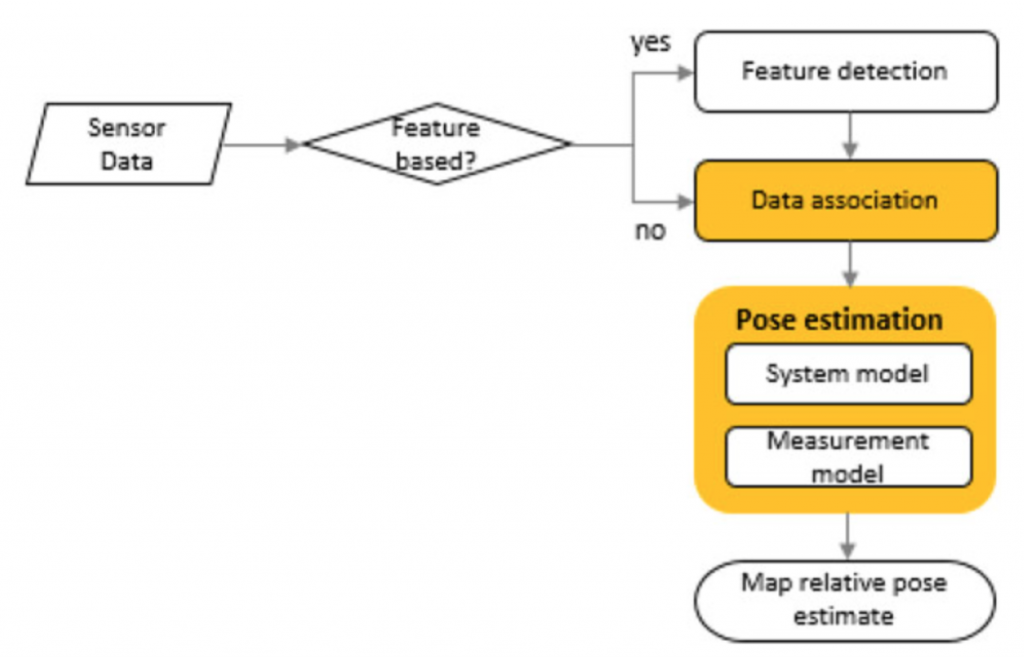 yes
Feature detection
Sensor
Data
Feature
based?
Data association
no
Pose estimation
System model
Measurement
model
Map relative pose
estimate